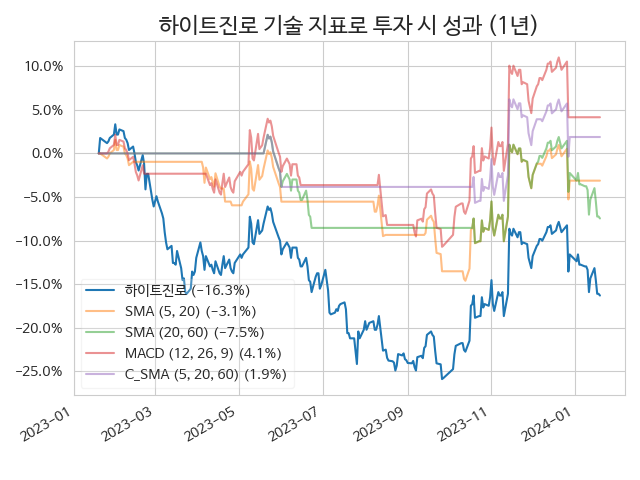 하이트진로 기술 지표로 투자 시 성과 (1년)
10.0%
5.0%
0.0%
−5.0%
−10.0%
−15.0%
−20.0%
−25.0%
하이트진로 (−16.3%)
SMA (5, 20) (−3.1%)
SMA (20, 60) (−7.5%)
MACD (12, 26, 9) (4.1%)
C_SMA (5, 20, 60) (1.9%)
2023−01
2023−03
2023−05
2023−07
2023−09
2023−11
2024−01